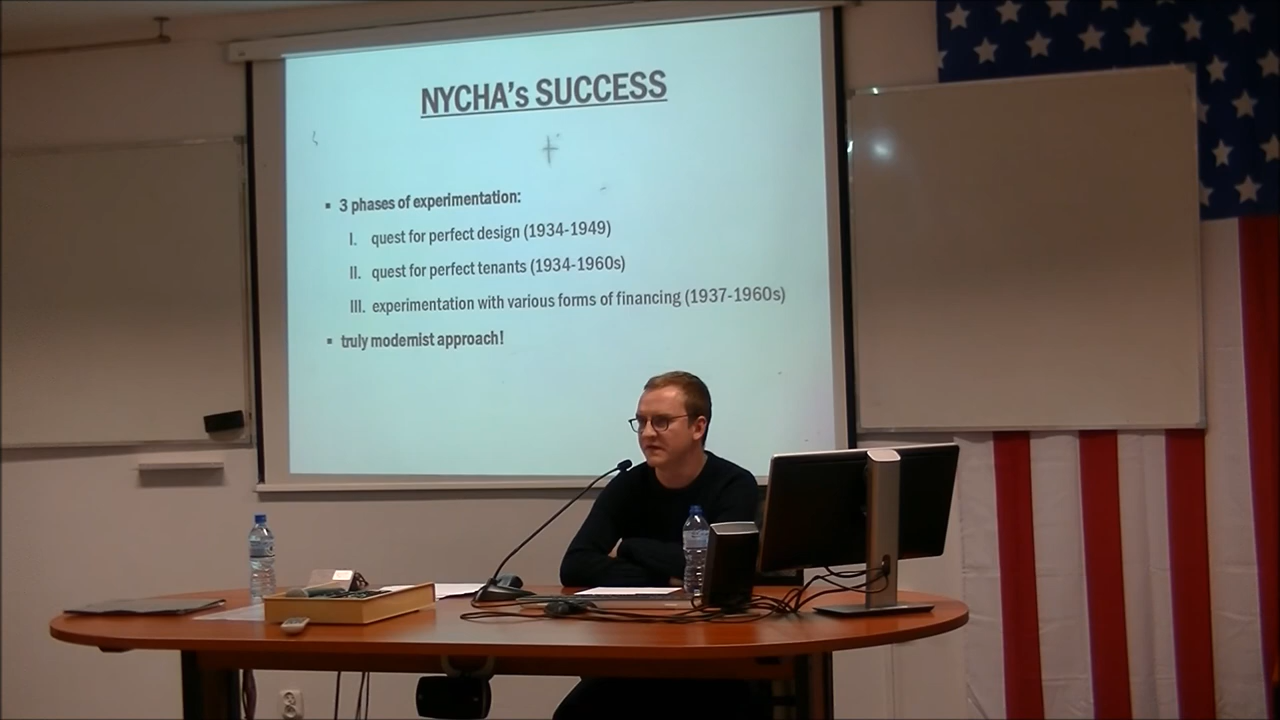 NYCHA's SUCCESS
▪ 3 phases of experimentation:
I. quest for perfect design (1934-1949)
II. quest for perfect tenants (1934-1960s)
III. experimentation with various forms of financing (1937-1960s)
▪ truly modernist approach!